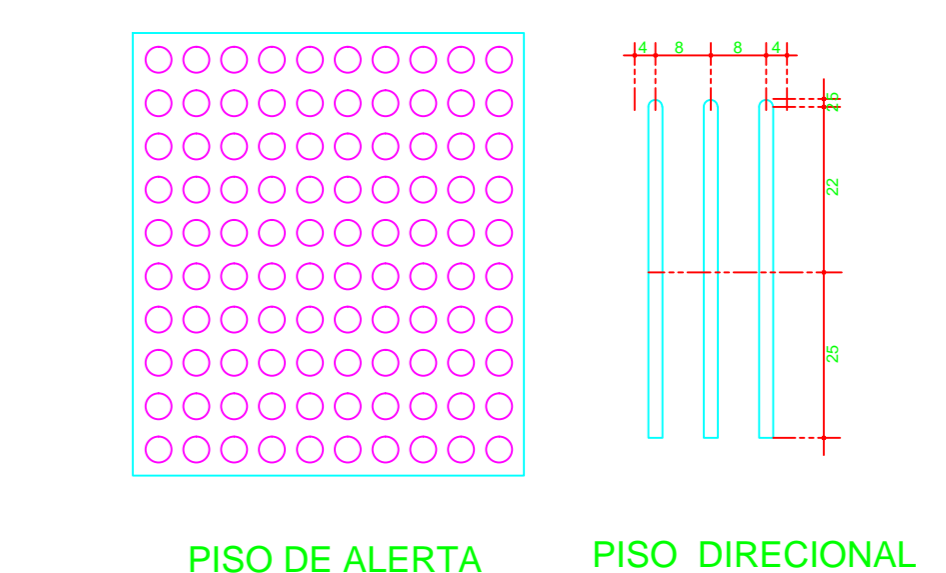 4 8 8 4
2.5
22
25
PISO DE ALERTA
PISO DIRECIONAL